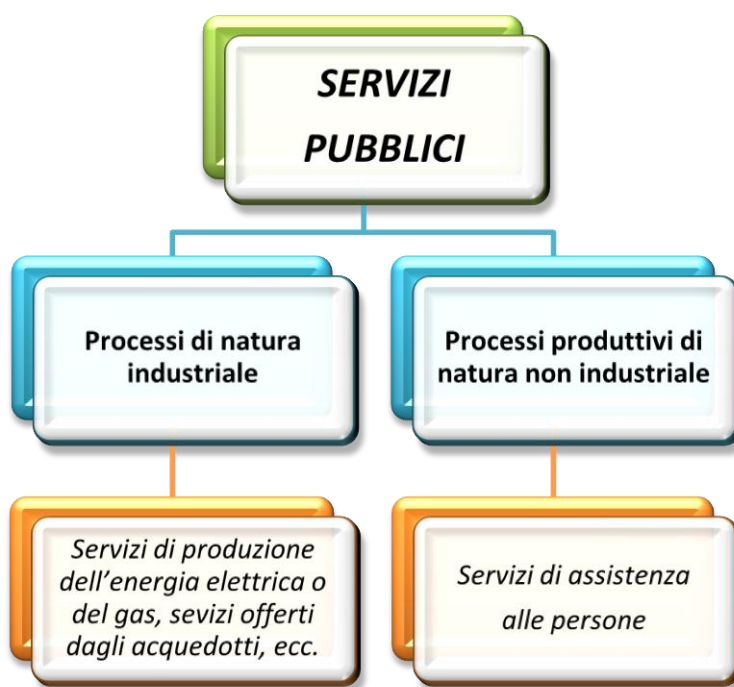 SERVIZI
PUBBLICI
Processi di natura
industriale
Processi produttivi di
natura non industriale
Servizi di produzione
dell'energia elettrica o
del gas, sevizi offerti
dagli acquedotti, ecc.
Servizi di assistenza
alle persone